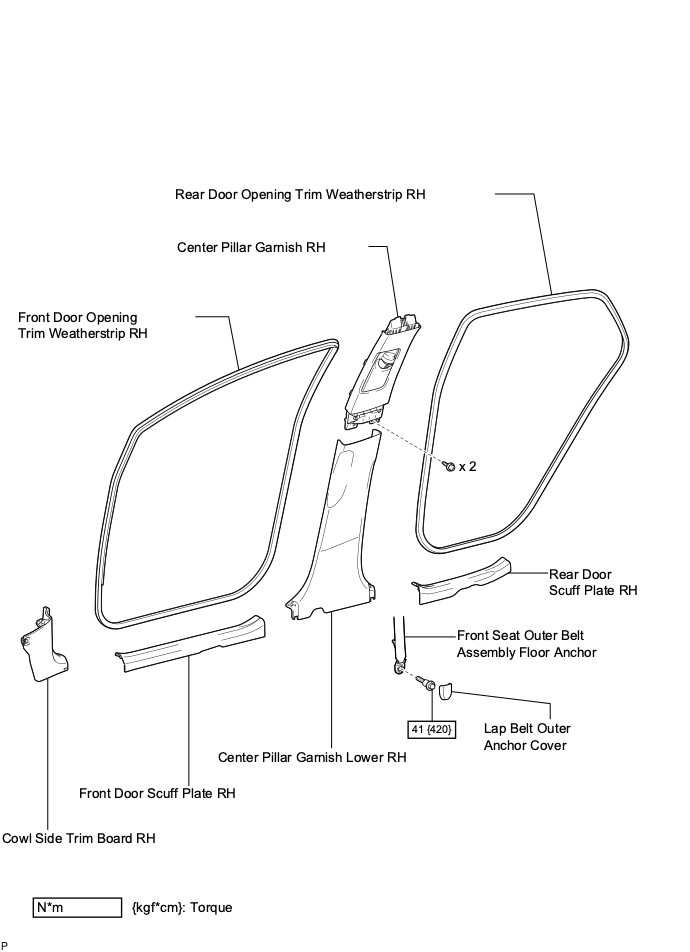 Rear Door Opening Trim Weatherstrip RH
Center Pillar Garnish RH
Front Door Opening
Trim Weatherstrip RH
x 2
Rear Door
Scuff Plate RH
Front Seat Outer Belt
Assembly Floor Anchor
41 {420}
Lap Belt Outer
Anchor Cover
Center Pillar Garnish Lower RH
Front Door Scuff Plate RH
Cowl Side Trim Board RH
N*m {kgf*cm}: Torque
P